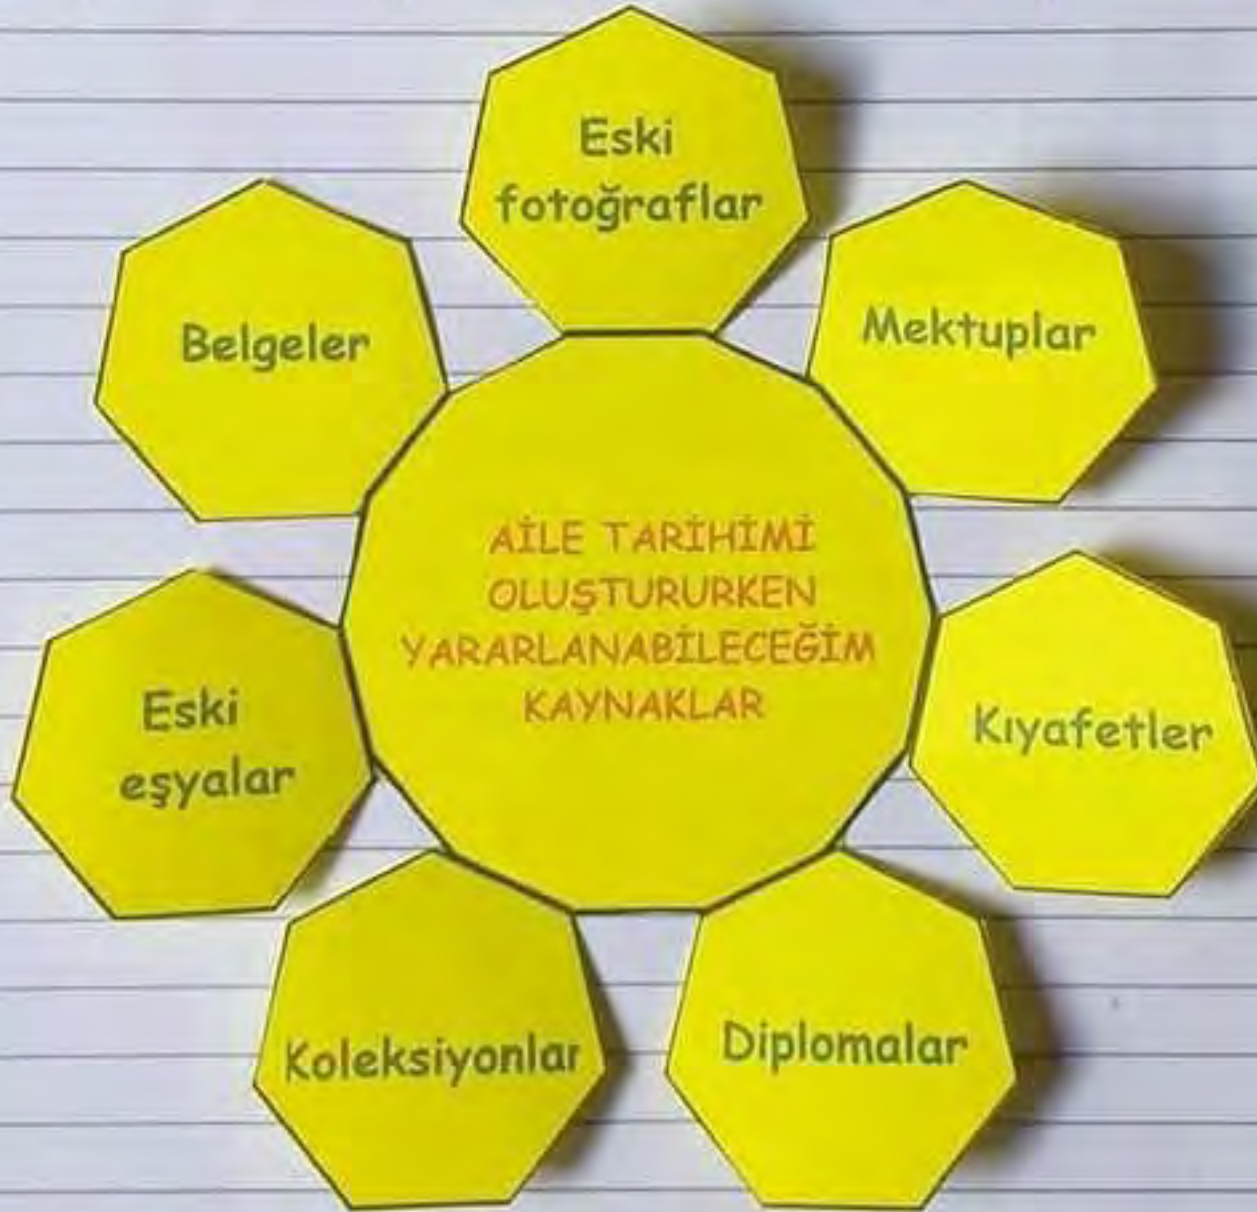 Eski
fotoğraflar
Mektuplar
Belgeler
AİLE TARİHİMİ
OLUŞTURURKEN
YARARLANABİLECEĞİM
KAYNAKLAR
Kıyafetler
Eski
eşyalar
Koleksiyonlar
Diplomalar